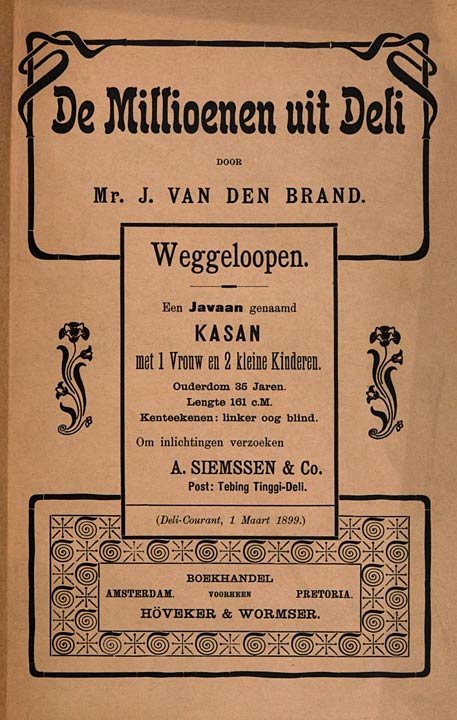 De Millioenen uit Deli
DOOR
Mr. J. VAN DEN BRAND.
Weggeloopen.
Een Javaan genaamd
KASAN
met 1 Vrouw en 2 kleine Kinderen.
Ouderdom 35 Jaren.
Lengte 161 c.M.
Kenteekenen: linker oog blind.
Om inlichtingen verzoeken
A. SIEMSSEN & Co.
Post: Tebing Tinggi-Deli.
(Deli-Courant, 1 Maart 1899.)
BOEKHANDEL
AMSTERDAM. VOORHEEN PRETORIA.
HÖVEKER & WORMSER.